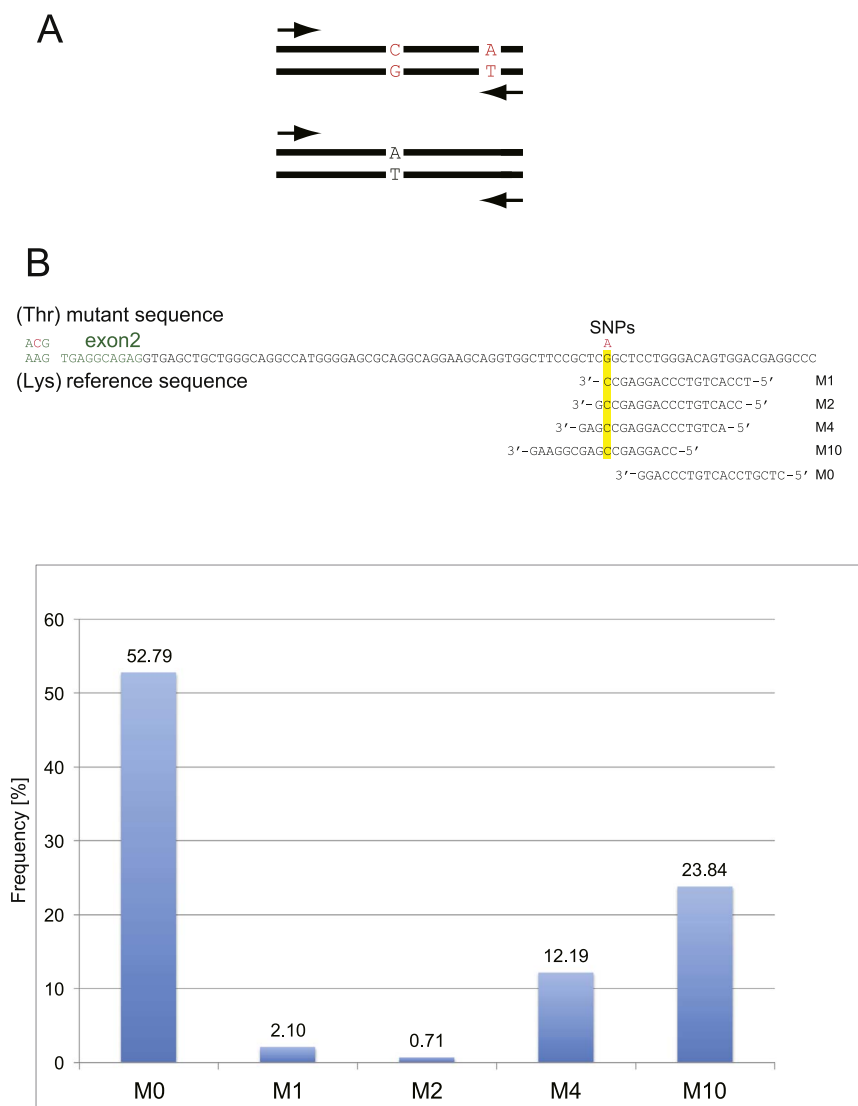 A
C A
G T
A
T
B
(Thr) mutant sequence
SNPs
ACG exon2 A
AAG TGAGGCAGAGGTGAGCTGCTGGGCAGGCCATGGGGAGCGCAGGCAGGAAGCAGGTGGCTTCCGCTCGGCTCCTGGGACAGTGGACGAGGCCC
(Lys) reference sequence
3’-CCGAGGACCCTGTCACCT-5’ M1
3’-GCCGAGGACCCTGTCACC-5’ M2
3’-GAGCCGAGGACCCTGTCA-5’ M4
3’-GAAGGCGAGCCGAGGACC-5’ M10
3’-GGACCCTGTCACCTGCTC-5’ M0
60
52.79
50
40
Frequency [%]
30
23.84
20
12.19
10
2.10
0.71
0
M0 M1 M2 M4 M10